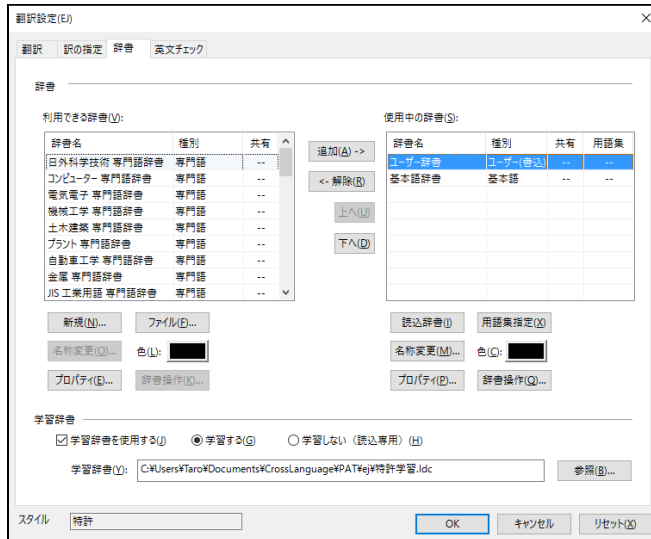 翻訳設定(EJ)
翻訳 訳の指定 辞書 英文チェック
辞書
利用できる辞書(V):
使用中の辞書(S):
辞書名 種別 共有
辞書名 種別 共有 用語集
日外科学技術 専門語辞書 専門語 --
コンピューター 専門語辞書 専門語 --
電気電子 専門語辞書 専門語 --
機械工学 専門語辞書 専門語 --
土木建築 専門語辞書 専門語 --
プラント 専門語辞書 専門語 --
自動車工学 専門語辞書 専門語 --
金属 専門語辞書 専門語 --
JIS 工業用語 専門語辞書 専門語 --
追加(A) ->
<- 解除(R)
上へ(U)
下へ(D)
ユーザー辞書 ユーザー(書込) -- --
基本語辞書 基本語 -- --
新規(N)... ファイル(F)...
名称変更(O)... 色(L):
プロパティ(E)... 辞書操作(K)...
読込辞書(I) 用語集指定(X)
名称変更(M)... 色(C):
プロパティ(P)... 辞書操作(Q)...
学習辞書
学習辞書を使用する(J) 学習する(G) 学習しない（読込専用）(H)
学習辞書(Y): C:¥Users¥Taro¥Documents¥CrossLanguage¥PAT¥ej¥特許学習.ldc 参照(B)...
スタイル 特許 OK キャンセル リセット(X)